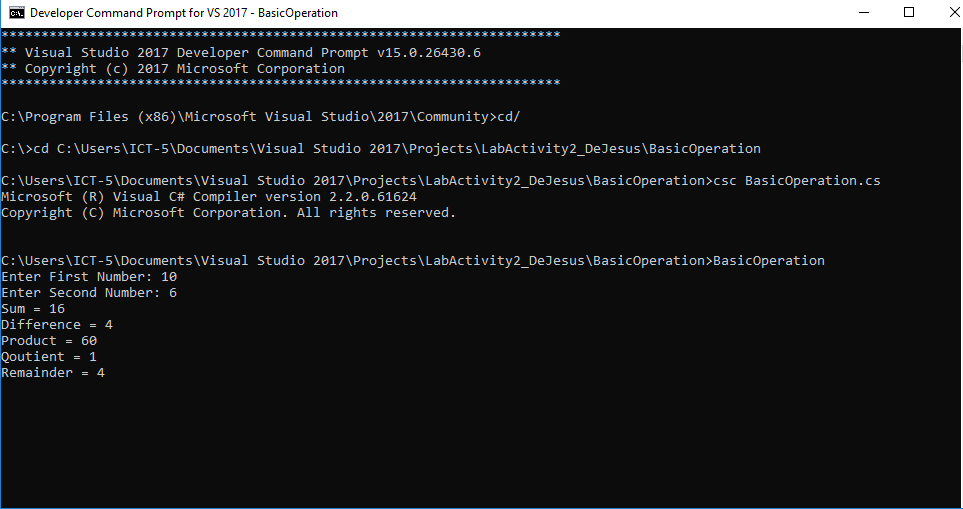 Developer Command Prompt for VS 2017 - BasicOperation
**********************************************************************
** Visual Studio 2017 Developer Command Prompt v15.0.26430.6
** Copyright (c) 2017 Microsoft Corporation
**********************************************************************
C:\Program Files (x86)\Microsoft Visual Studio\2017\Community>cd/
C:\>cd C:\Users\ICT-5\Documents\Visual Studio 2017\Projects\LabActivity2_DeJesus\BasicOperation
C:\Users\ICT-5\Documents\Visual Studio 2017\Projects\LabActivity2_DeJesus\BasicOperation>csc BasicOperation.cs
Microsoft (R) Visual C# Compiler version 2.2.0.61624
Copyright (C) Microsoft Corporation. All rights reserved.
C:\Users\ICT-5\Documents\Visual Studio 2017\Projects\LabActivity2_DeJesus\BasicOperation>BasicOperation
Enter First Number: 10
Enter Second Number: 6
Sum = 16
Difference = 4
Product = 60
Qoutient = 1
Remainder = 4